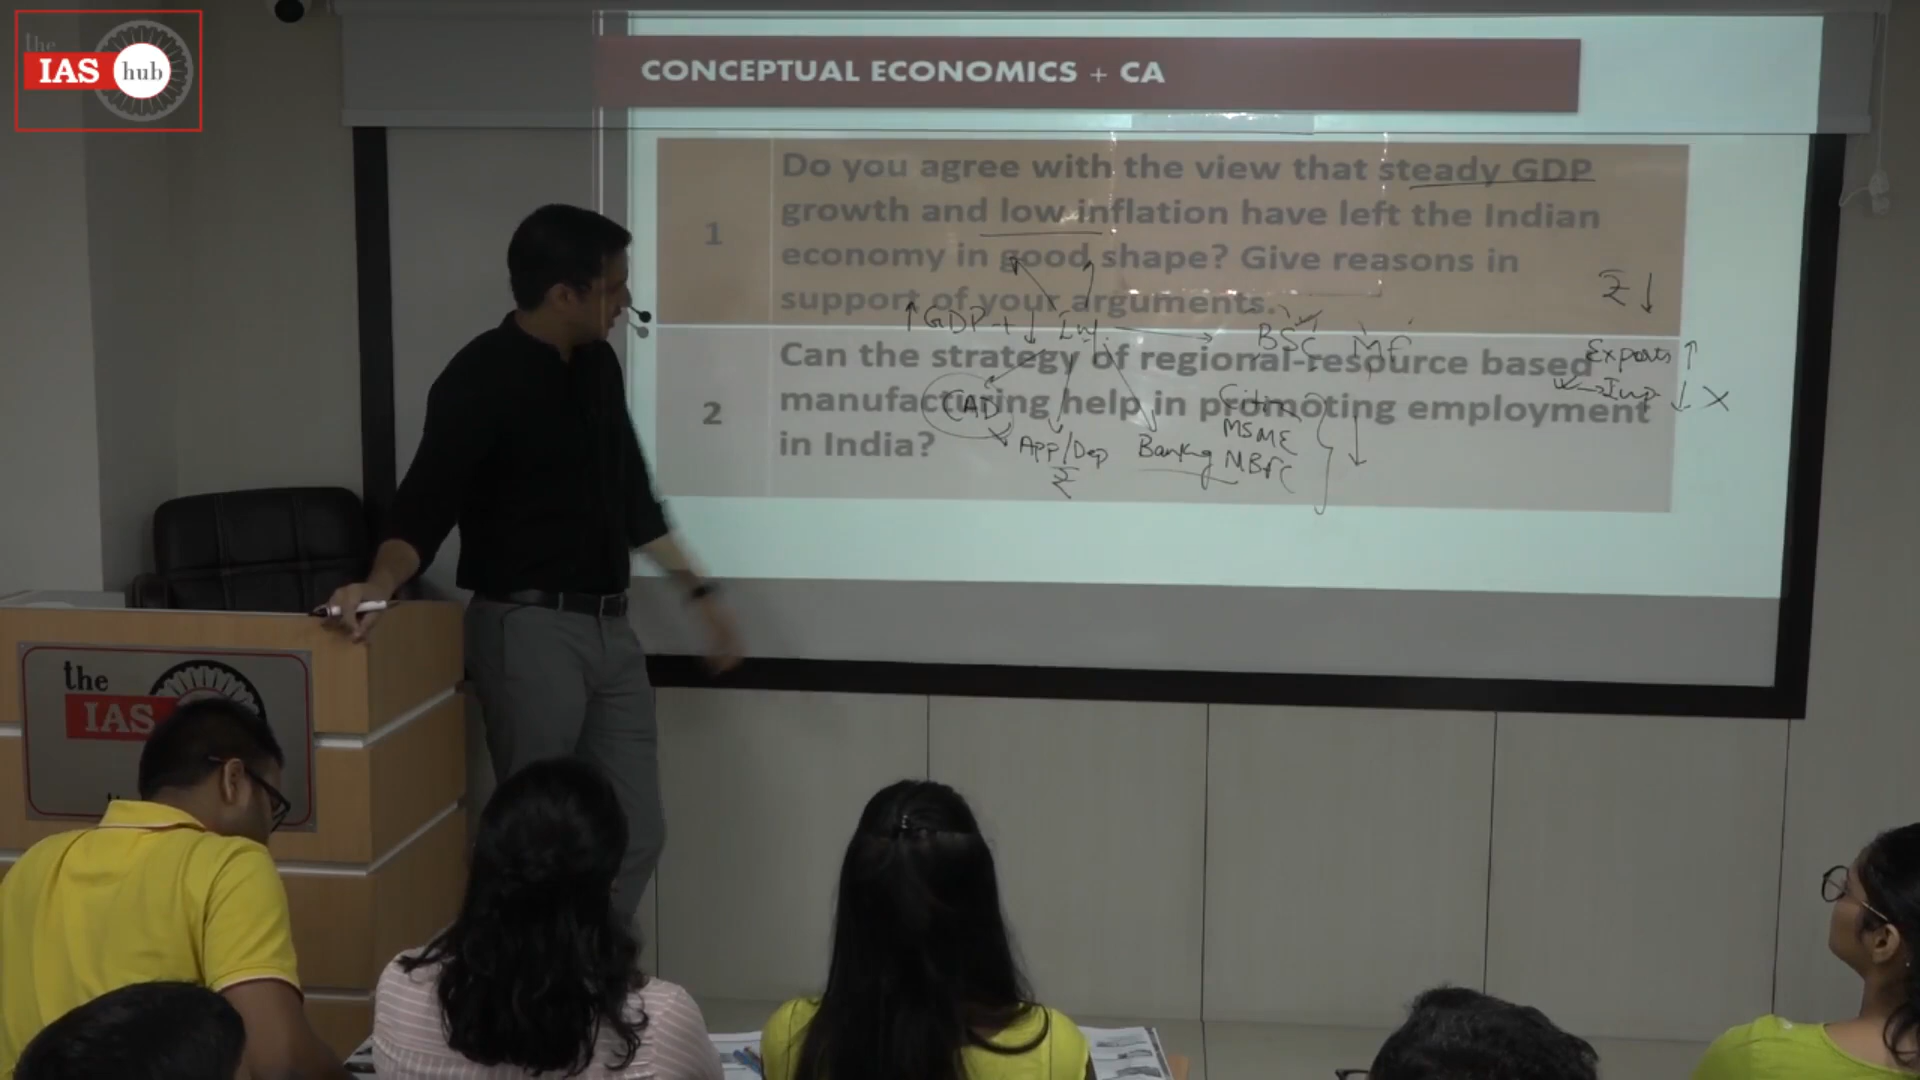 the
IAS hub
CONCEPTUAL ECONOMICS + CA
1
Do you agree with the view that steady GDP
growth and low inflation have left the Indian
economy in good shape? Give reasons in
support of your arguments.
₹ ↓
↑ GDP + ↓ Inf. → BSC MF
2
Can the strategy of regional-resource based
manufacturing help in promoting employment
in India?
Exports ↑
Imp ↓ X
CAD
App/Dep
₹
Banking
MSME
NBFC
↓
the
IAS